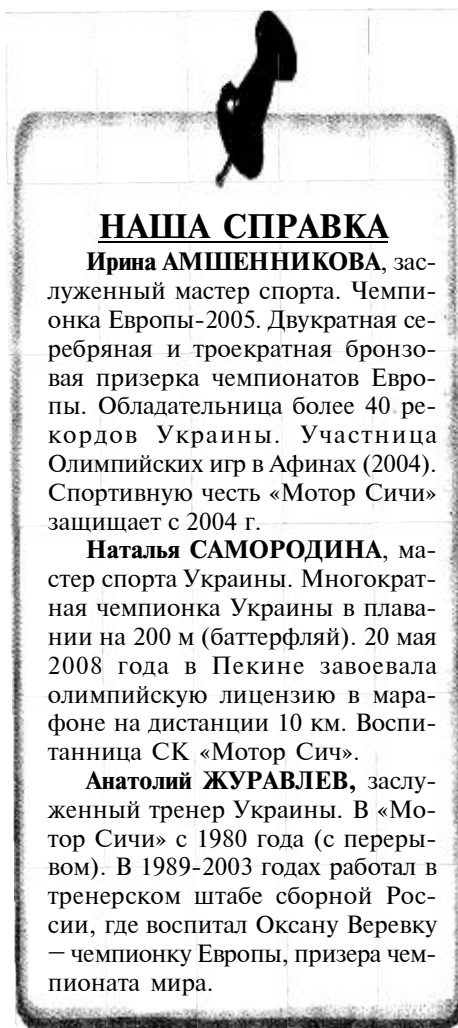 НАША СПРАВКА
Ирина АМШЕННИКОВА, зас-
луженный мастер спорта. Чемпи-
онка Европы-2005. Двукратная се-
ребряная и троекратная бронзо-
вая призерка чемпионатов Евро-
пы. Обладательница более 40 ре-
кордов Украины. Участница
Олимпийских игр в Афинах (2004).
Спортивную честь «Мотор Сичи»
защищает с 2004 г.
Наталья САМОРОДИНА, ма-
стер спорта Украины. Многократ-
ная чемпионка Украины в плава-
нии на 200 м (баттерфляй). 20 мая
2008 года в Пекине завоевала
олимпийскую лицензию в мара-
фоне на дистанции 10 км. Воспи-
танница СК «Мотор Сич».
Анатолий ЖУРАВЛЕВ, заслу-
женный тренер Украины. В «Мо-
тор Сичи» с 1980 года (с переры-
вом). В 1989-2003 годах работал в
тренерском штабе сборной Рос-
сии, где воспитал Оксану Веревку
– чемпионку Европы, призера чем-
пионата мира.